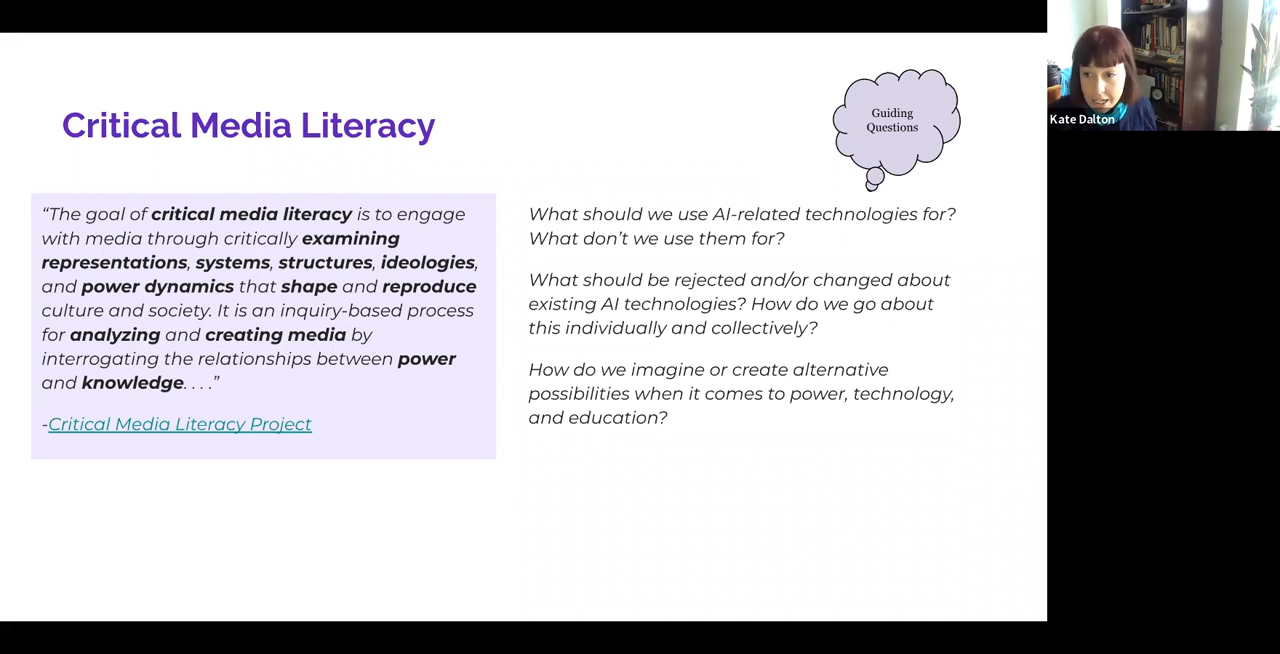 Critical Media Literacy
Guiding
Questions
“The goal of critical media literacy is to engage
with media through critically examining
representations, systems, structures, ideologies,
and power dynamics that shape and reproduce
culture and society. It is an inquiry-based process
for analyzing and creating media by
interrogating the relationships between power
and knowledge. . . .”
-Critical Media Literacy Project
What should we use AI-related technologies for?
What don’t we use them for?
What should be rejected and/or changed about
existing AI technologies? How do we go about
this individually and collectively?
How do we imagine or create alternative
possibilities when it comes to power, technology,
and education?
Kate Dalton